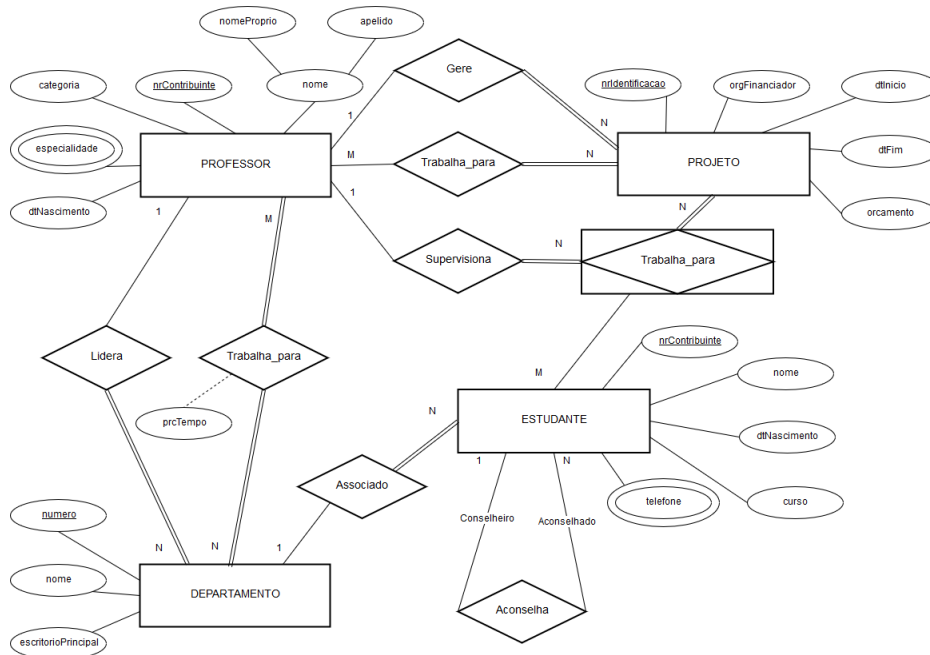 nomeProprio
apelido
categoria
nrContribuinte
nome
Gere
nrIdentificacao
orgFinanciador
dtInicio
1
N
especialidade
PROFESSOR
M
Trabalha_para
N
PROJETO
dtFim
dtNascimento
1
1
M
N
orcamento
Supervisiona
N
Trabalha_para
Lidera
Trabalha_para
nrContribuinte
nome
M
prcTempo
N
ESTUDANTE
dtNascimento
1
N
Associado
telefone
curso
numero
Conselheiro
Aconselhado
N
N
1
nome
DEPARTAMENTO
Aconselha
escritorioPrincipal